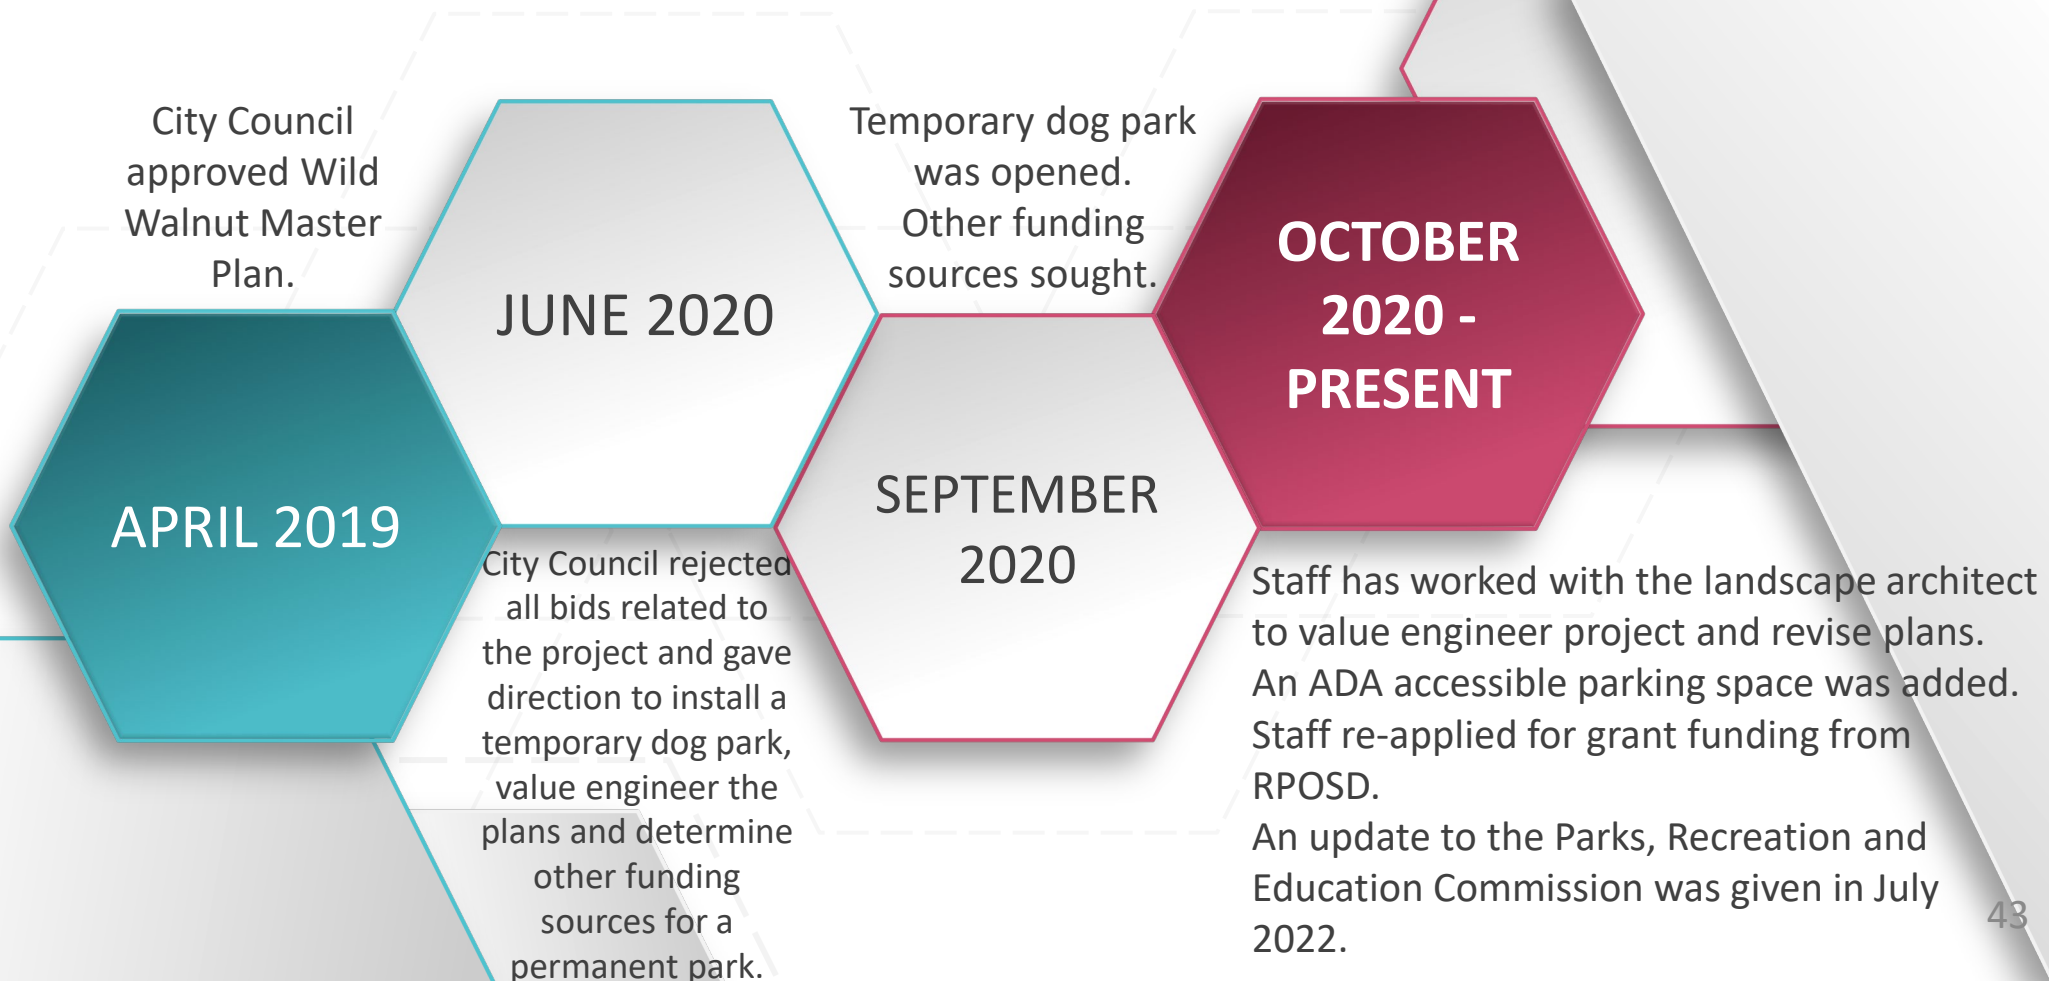 City Council
approved Wild
Walnut Master
Plan.
APRIL 2019
JUNE 2020
City Council rejected
all bids related to
the project and gave
direction to install a
temporary dog park,
value engineer the
plans and determine
other funding
sources for a
permanent park.
Temporary dog park
was opened.
Other funding
sources sought.
SEPTEMBER
2020
OCTOBER
2020 -
PRESENT
Staff has worked with the landscape architect
to value engineer project and revise plans.
An ADA accessible parking space was added.
Staff re-applied for grant funding from
RPOSD.
An update to the Parks, Recreation and
Education Commission was given in July
2022.
43